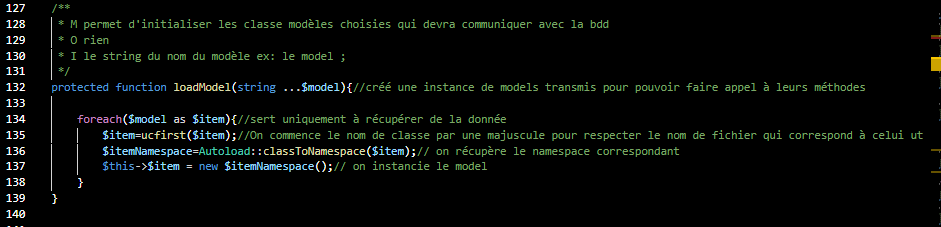 127 /**
128 * M permet d'initialiser les classe modèles choisies qui devra communiquer avec la bdd
129 * O rien
130 * I le string du nom du modèle ex: le model ;
131 */
132 protected function loadModel(string ...$model){//créé une instance de models transmis pour pouvoir faire appel à leurs méthodes
133
134 foreach($model as $item){//sert uniquement à récupérer de la donnée
135 $item=ucfirst($item);//On commence le nom de classe par une majuscule pour respecter le nom de fichier qui correspond à celui ut
136 $itemNamespace=Autoload::classToNamespace($item);// on récupère le namespace correspondant
137 $this->$item = new $itemNamespace();// on instancie le model
138 }
139 }
140